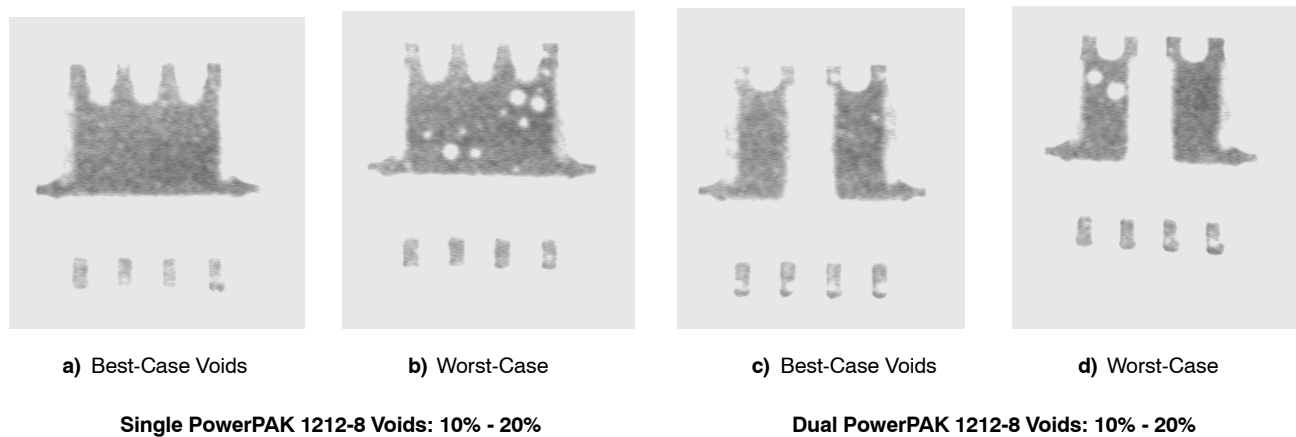 a) Best-Case Voids
b) Worst-Case
c) Best-Case Voids
d) Worst-Case
Single PowerPAK 1212-8 Voids: 10% - 20%
Dual PowerPAK 1212-8 Voids: 10% - 20%